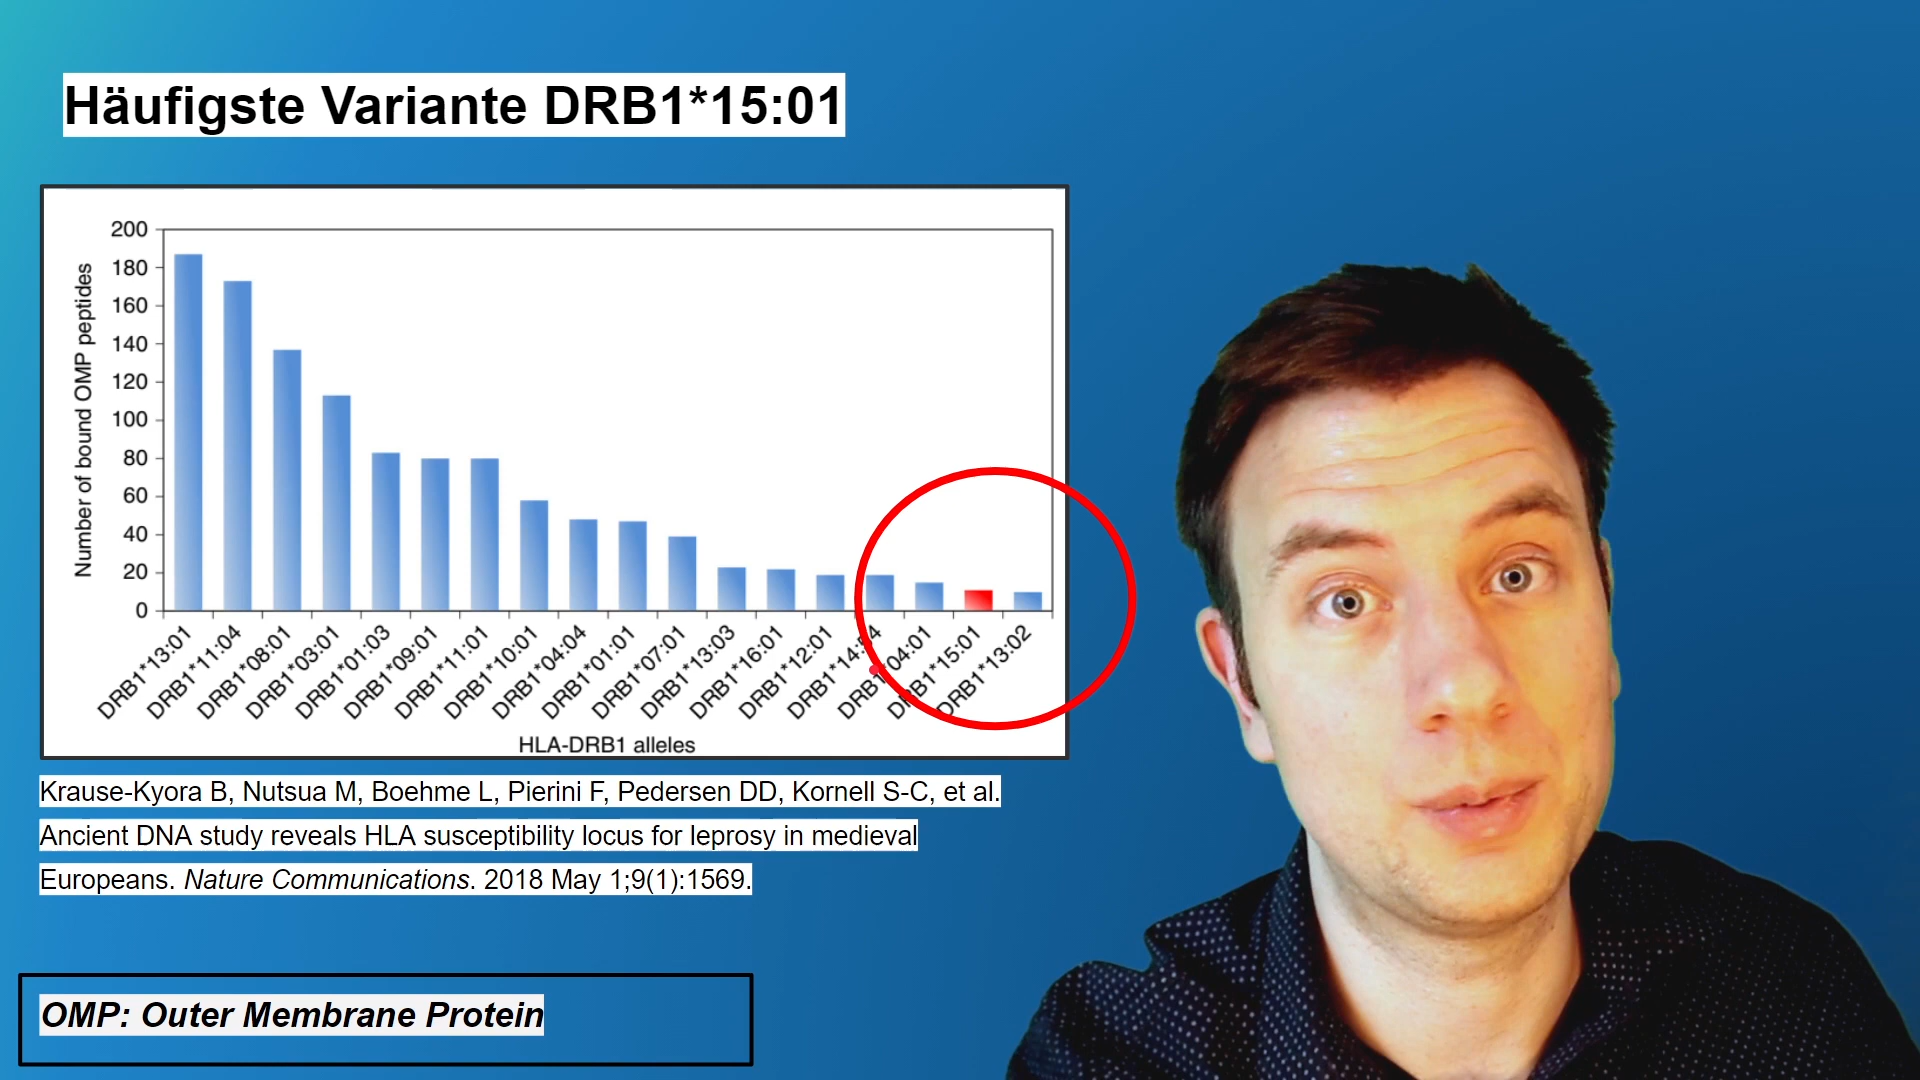 Häufigste Variante DRB1*15:01
Number of bound OMP peptides
200
180
160
140
120
100
80
60
40
20
0
DRB1*13:01
DRB1*11:04
DRB1*08:01
DRB1*03:01
DRB1*01:03
DRB1*09:01
DRB1*11:01
DRB1*10:01
DRB1*04:04
DRB1*01:01
DRB1*07:01
DRB1*13:03
DRB1*16:01
DRB1*12:01
DRB1*14:54
DRB1*04:01
DRB1*15:01
DRB1*13:02
HLA-DRB1 alleles
Krause-Kyora B, Nutsua M, Boehme L, Pierini F, Pedersen DD, Kornell S-C, et al.
Ancient DNA study reveals HLA susceptibility locus for leprosy in medieval
Europeans. Nature Communications. 2018 May 1;9(1):1569.
OMP: Outer Membrane Protein